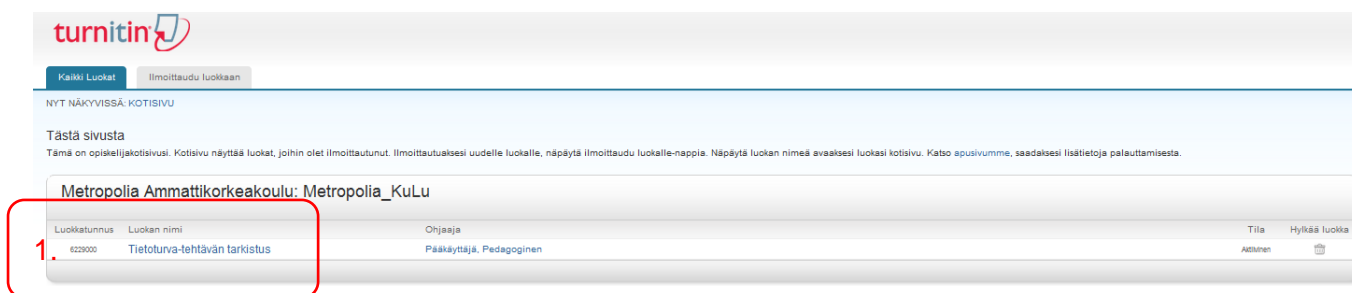 turnitin
Kaikki Luokat Ilmoittaudu luokkaan
NYT NÄKYVISSÄ: KOTISIVU
Tästä sivusta
Tämä on opiskelijakotisivusi. Kotisivu näyttää luokat, joihin olet ilmoittautunut. Ilmoittautuaksesi uudelle luokalle, näpäytä ilmoittaudu luokalle-nappia. Näpäytä luokan nimeä avaaksesi luokasi kotisivu. Katso apusivumme, saadaksesi lisätietoja palauttamisesta.
Metropolia Ammattikorkeakoulu: Metropolia_KuLu
Luokkatunnus Luokan nimi Ohjaaja Tila Hylkää luokka
1. 6229000 Tietoturva-tehtävän tarkistus Pääkäyttäjä, Pedagoginen Aktiivinen